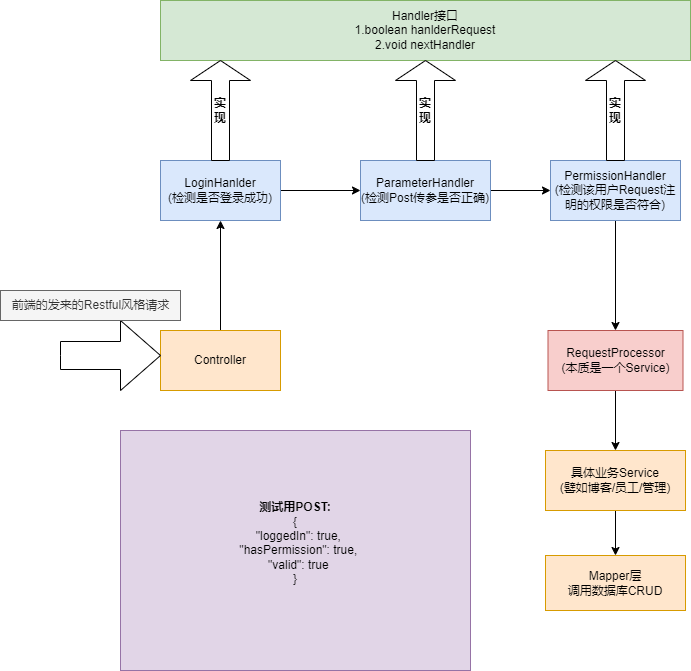 Handler接口
1.boolean hanlderRequest
2.void nextHandler
实
现
实
现
实
现
LoginHanlder
(检测是否登录成功)
ParameterHandler
(检测Post传参是否正确)
PermissionHandler
(检测该用户Request注
明的权限是否符合)
前端的发来的Restful风格请求
Controller
RequestProcessor
(本质是一个Service)
具体业务Service
(譬如博客/员工/管理)
Mapper层
调用数据库CRUD
测试用POST:
{
"loggedIn": true,
"hasPermission": true,
"valid": true
}